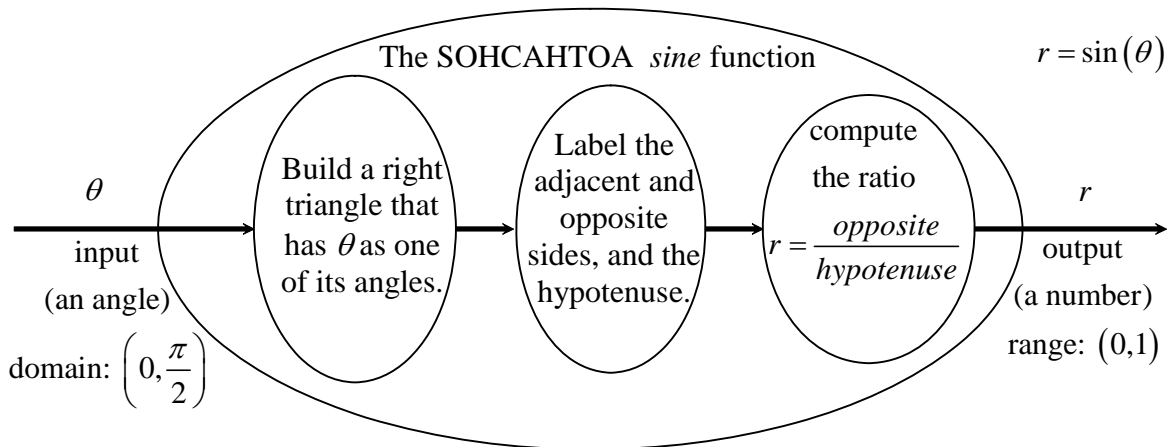 The SOHCAHTOA sine function
r = sin(θ)
θ
input
(an angle)
domain: (0, π/2)
Build a right
triangle that
has θ as one
of its angles.
Label the
adjacent and
opposite
sides, and the
hypotenuse.
compute
the ratio
r = opposite/hypotenuse
r
output
(a number)
range: (0,1)